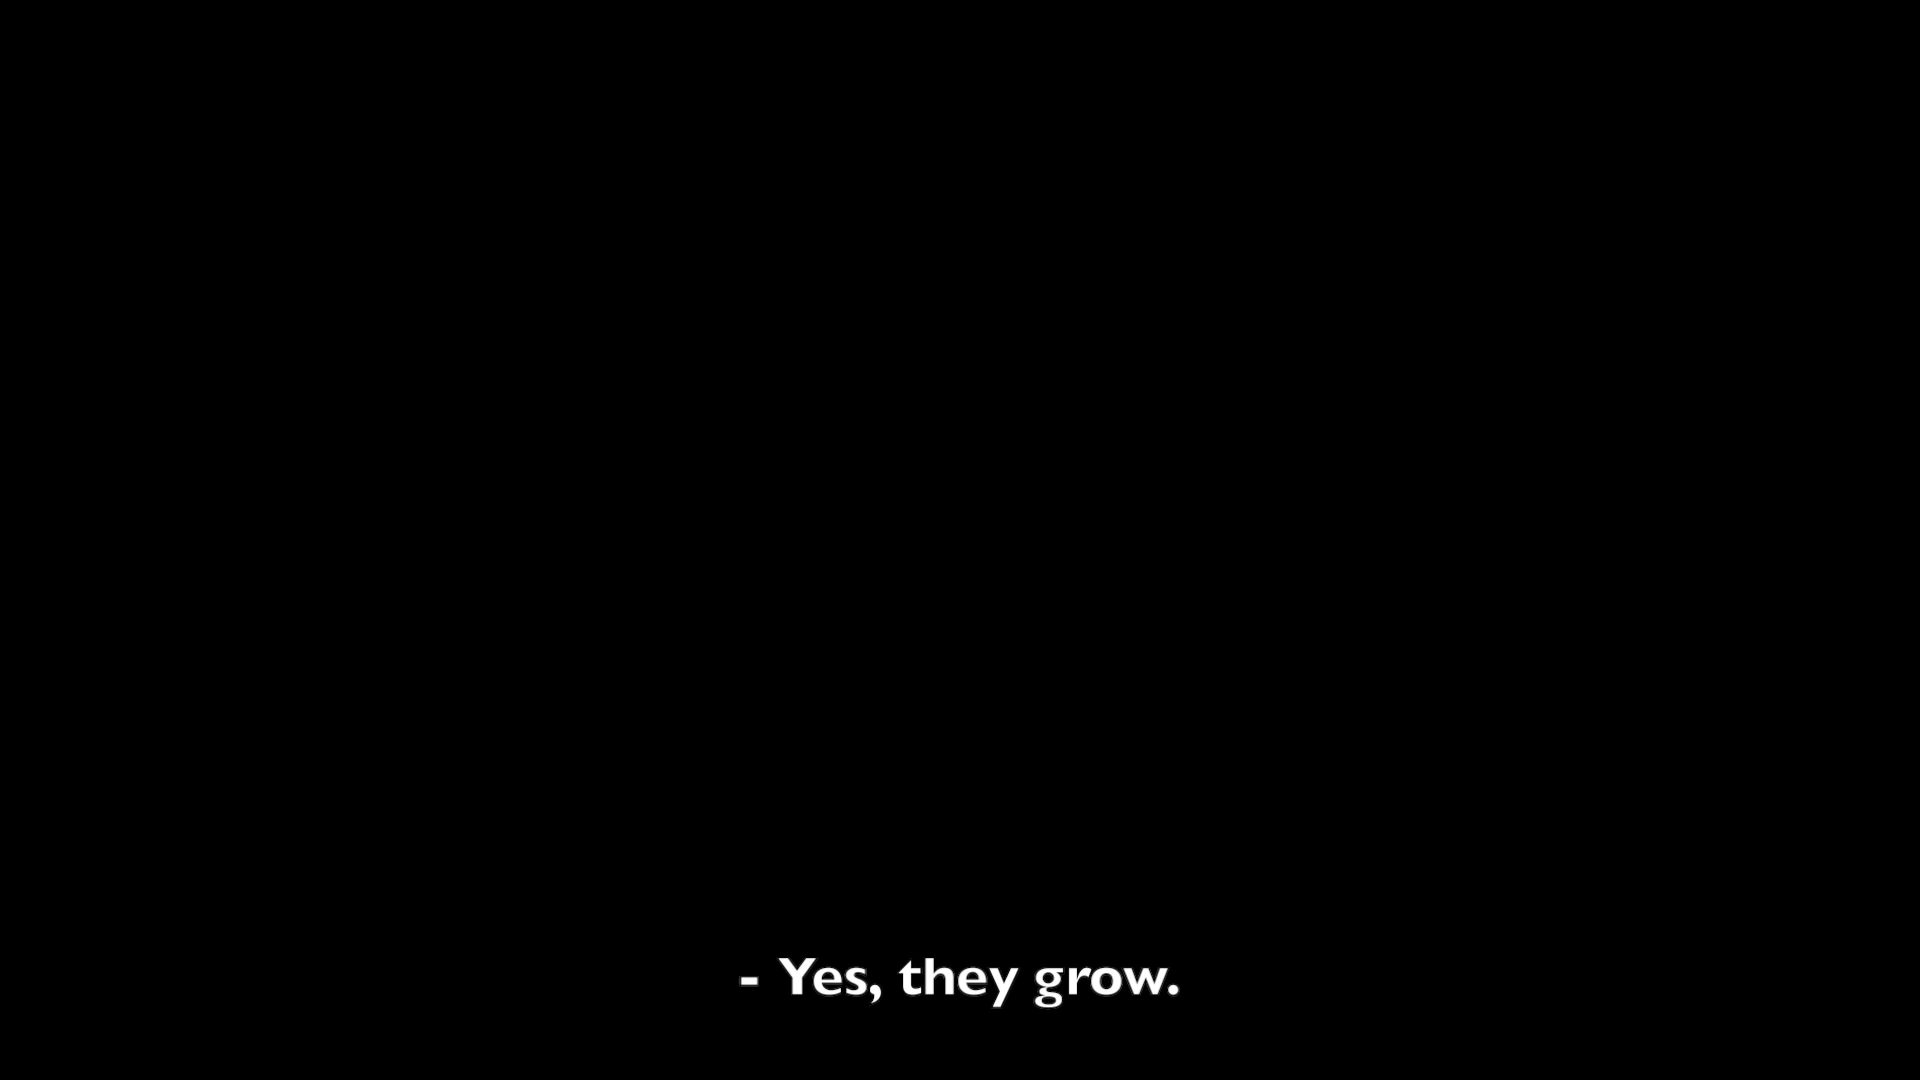 - Yes, they grow.